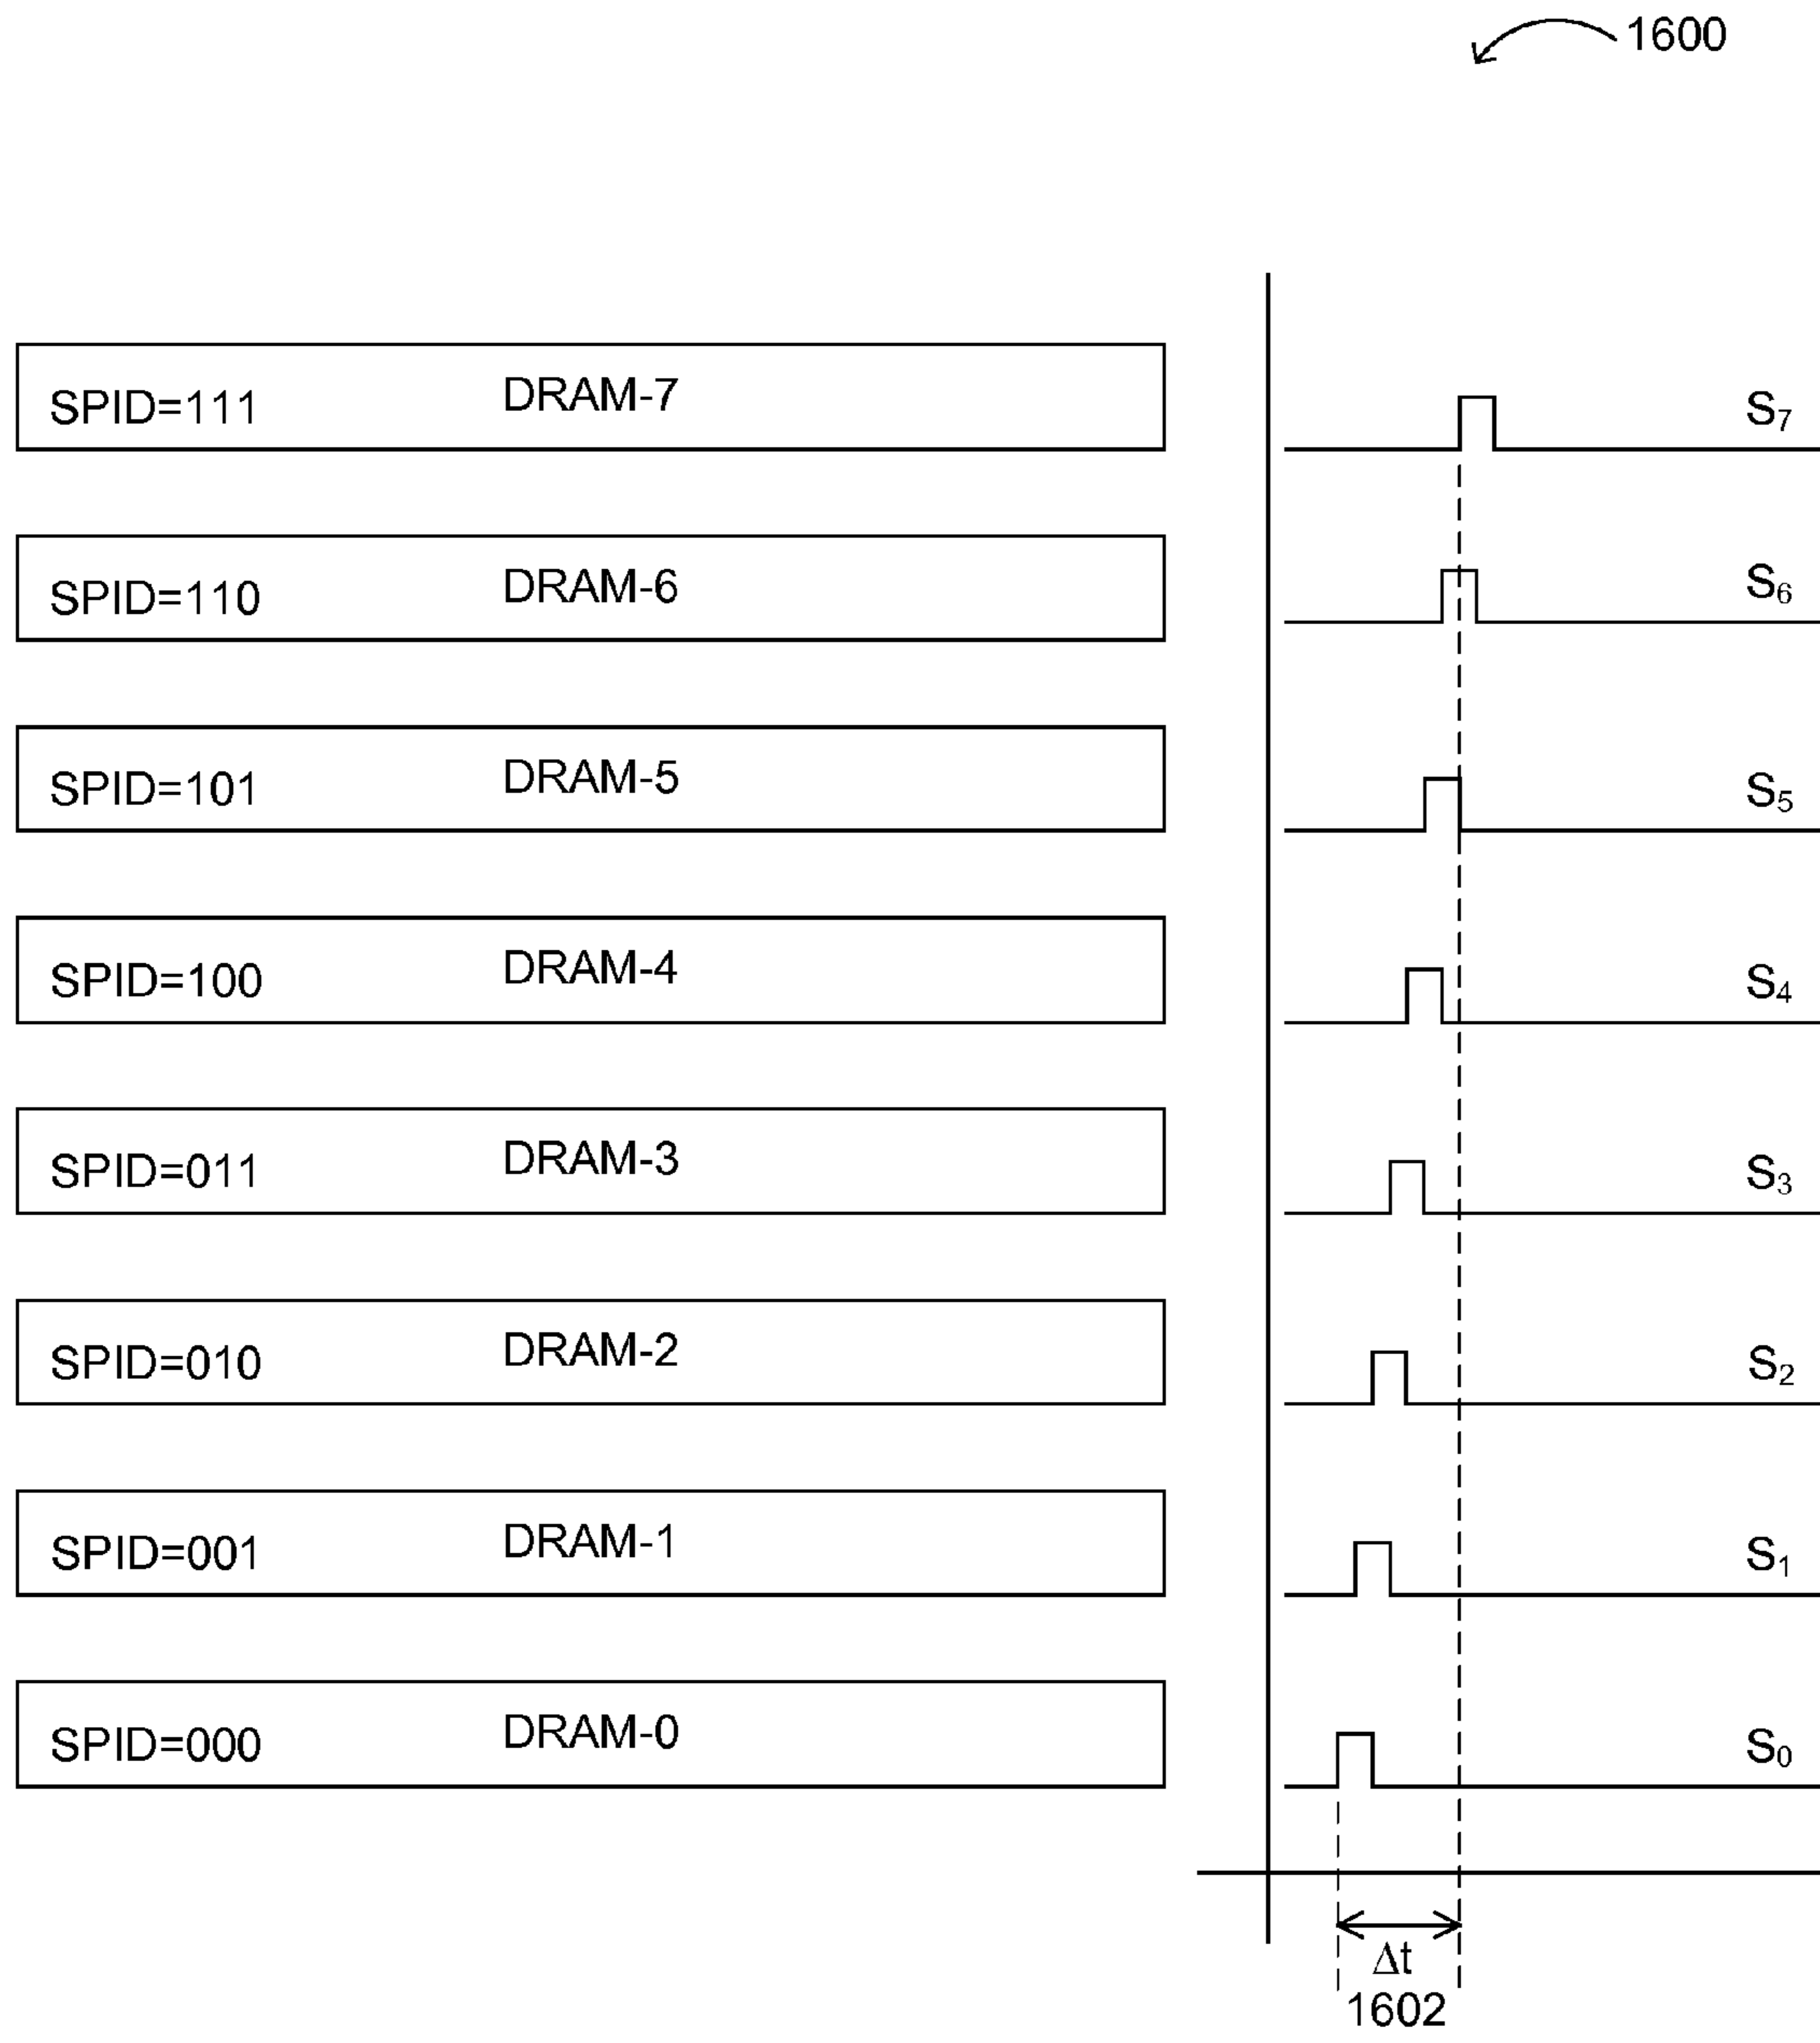 1600
SPID=111 DRAM-7 S₇
SPID=110 DRAM-6 S₆
SPID=101 DRAM-5 S₅
SPID=100 DRAM-4 S₄
SPID=011 DRAM-3 S₃
SPID=010 DRAM-2 S₂
SPID=001 DRAM-1 S₁
SPID=000 DRAM-0 S₀
Δt
1602